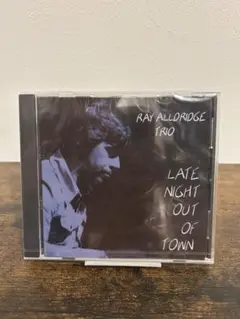 RAY ALLDRIDGE
TRIO
LATE
NIGHT
OUT
OF
TOWN